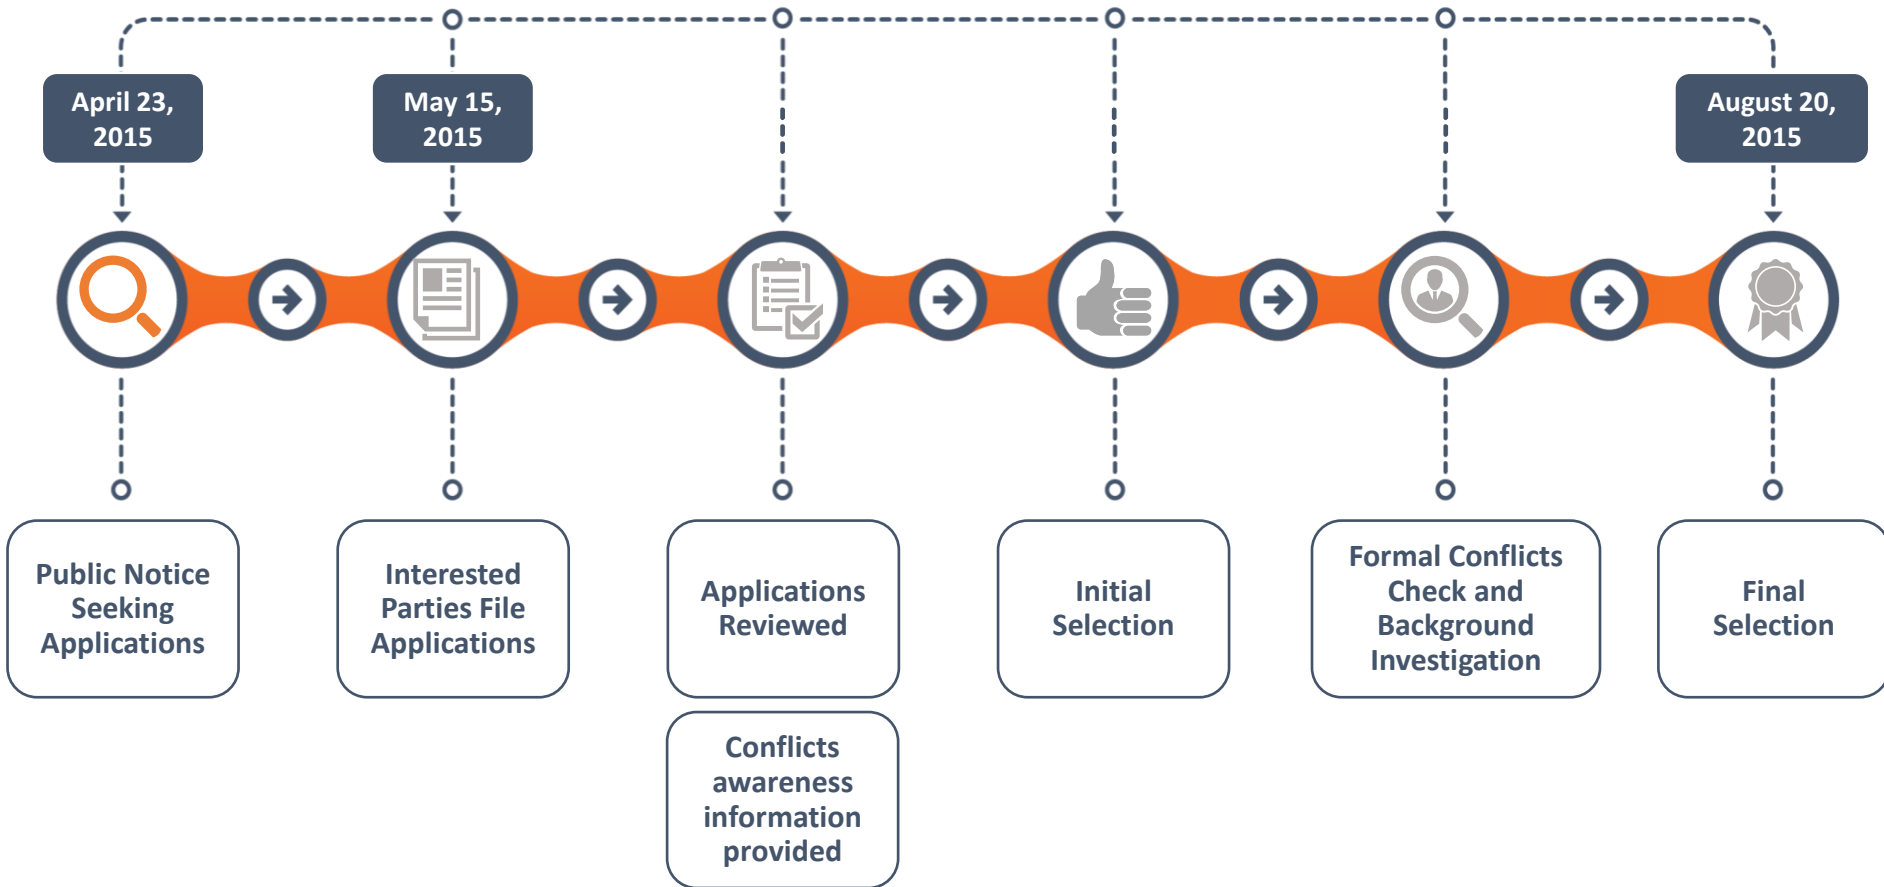 April 23,
2015
May 15,
2015
August 20,
2015
Public Notice
Seeking
Applications
Interested
Parties File
Applications
Applications
Reviewed
Initial
Selection
Formal Conflicts
Check and
Background
Investigation
Final
Selection
Conflicts
awareness
information
provided